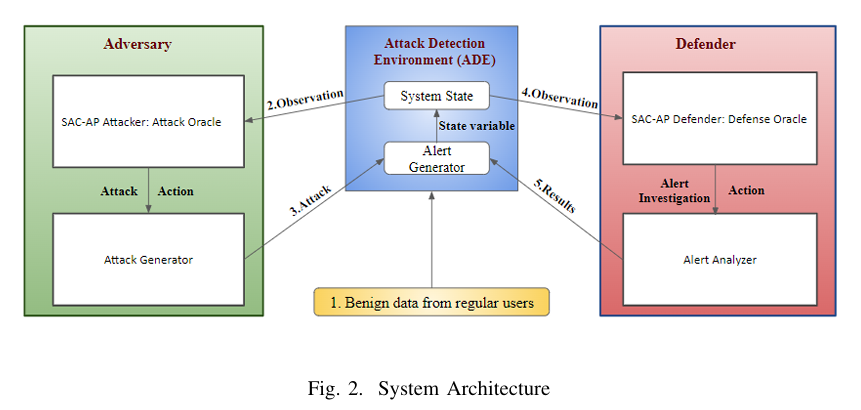 Adversary
SAC-AP Attacker: Attack Oracle
Attack Action
Attack Generator
2.Observation
3.Attack
Attack Detection
Environment (ADE)
System State
State variable
Alert
Generator
1. Benign data from regular users
4.Observation
5.Results
Defender
SAC-AP Defender: Defense Oracle
Alert
Investigation Action
Alert Analyzer
Fig. 2. System Architecture